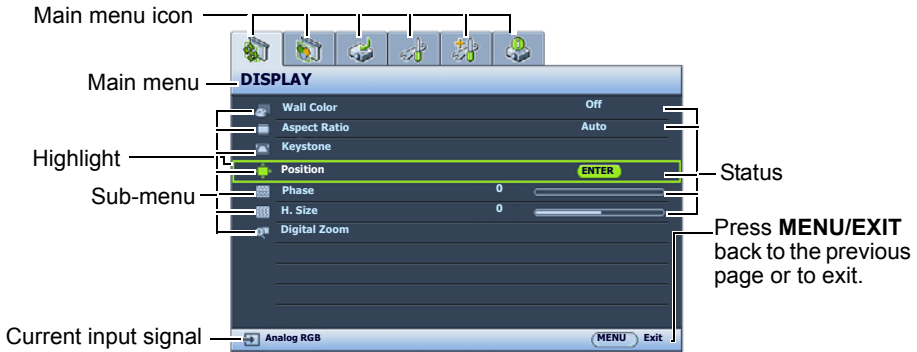 Main menu icon
Main menu
DISPLAY
Wall Color Off
Aspect Ratio Auto
Keystone
Highlight
Position ENTER
Status
Sub-menu
Phase 0
H. Size 0
Digital Zoom
Press MENU/EXIT
back to the previous
page or to exit.
Current input signal
Analog RGB MENU Exit